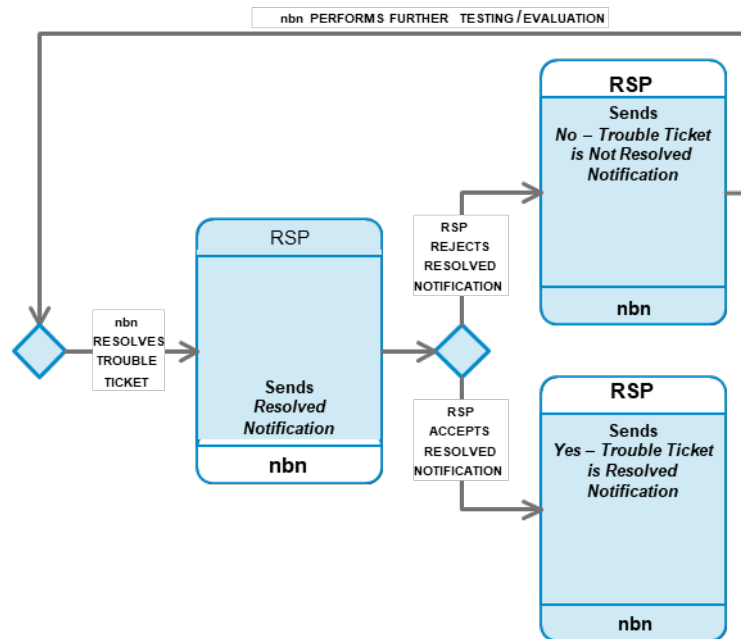 nbn PERFORMS FURTHER TESTING/EVALUATION
RSP
Sends
No – Trouble Ticket
is Not Resolved
Notification
nbn
RSP
REJECTS
RESOLVED
NOTIFICATION
RSP
Sends
Resolved
Notification
nbn
nbn
RESOLVES
TROUBLE
TICKET
RSP
ACCEPTS
RESOLVED
NOTIFICATION
RSP
Sends
Yes – Trouble Ticket
is Resolved
Notification
nbn